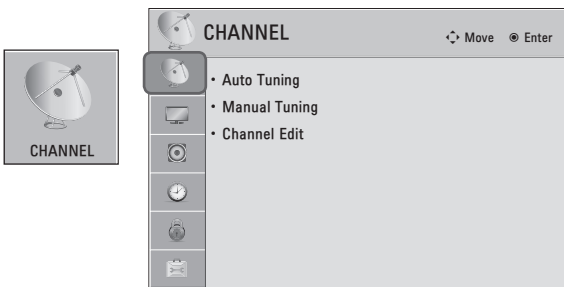 CHANNEL
CHANNEL
Move Enter
• Auto Tuning
• Manual Tuning
• Channel Edit